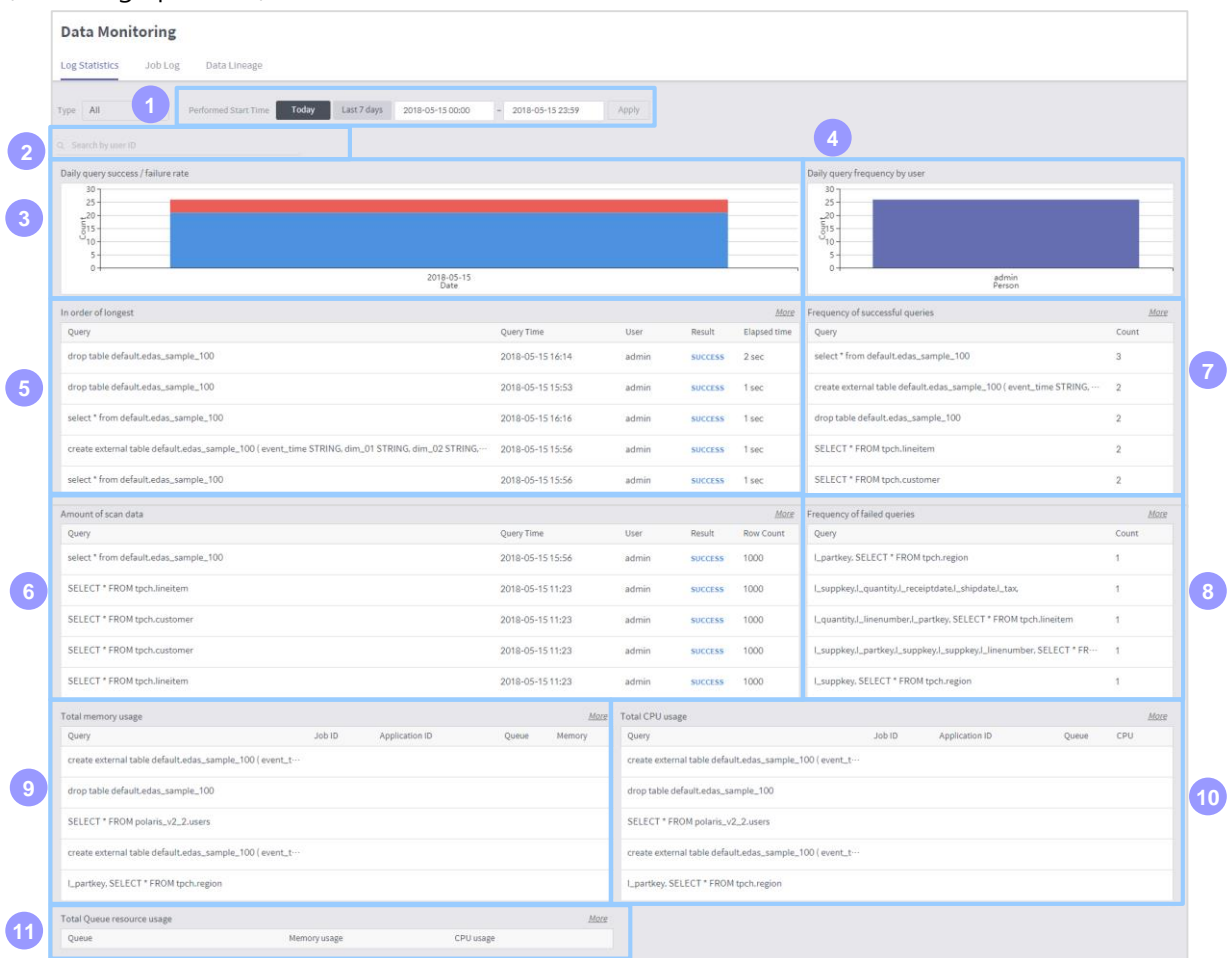 Data Monitoring
Log Statistics Job Log Data Lineage
Type All 1 Performed Start Time Today Last 7 days 2018-05-15 00:00 ~ 2018-05-15 23:59 Apply
2 Search by user ID 4
Daily query success / failure rate Daily query frequency by user
3
30 30
25 25
20 20
15 15
10 10
5 5
0 0
Count Count
2018-05-15 admin
Date Person
In order of longest More Frequency of successful queries More
Query Query Time User Result Elapsed time Query Count
drop table default.edas_sample_100 2018-05-15 16:14 admin SUCCESS 2 sec select * from default.edas_sample_100 3
5 drop table default.edas_sample_100 2018-05-15 15:53 admin SUCCESS 1 sec create external table default.edas_sample_100 ( event_time STRING, ··· 2 7
select * from default.edas_sample_100 2018-05-15 16:16 admin SUCCESS 1 sec drop table default.edas_sample_100 2
create external table default.edas_sample_100 ( event_time STRING, dim_01 STRING, dim_02 STRING,··· 2018-05-15 15:56 admin SUCCESS 1 sec SELECT * FROM tpch.lineitem 2
select * from default.edas_sample_100 2018-05-15 15:56 admin SUCCESS 1 sec SELECT * FROM tpch.customer 2
Amount of scan data More Frequency of failed queries More
Query Query Time User Result Row Count Query Count
select * from default.edas_sample_100 2018-05-15 15:56 admin SUCCESS 1000 l_partkey, SELECT * FROM tpch.region 1
6 SELECT * FROM tpch.lineitem 2018-05-15 11:23 admin SUCCESS 1000 l_suppkey,l_quantity,l_receiptdate,l_shipdate,l_tax, 1 8
SELECT * FROM tpch.customer 2018-05-15 11:23 admin SUCCESS 1000 l_quantity,l_linenumber,l_partkey, SELECT * FROM tpch.lineitem 1
SELECT * FROM tpch.customer 2018-05-15 11:23 admin SUCCESS 1000 l_suppkey,l_partkey,l_suppkey,l_suppkey,l_linenumber, SELECT * FR··· 1
SELECT * FROM tpch.lineitem 2018-05-15 11:23 admin SUCCESS 1000 l_suppkey, SELECT * FROM tpch.region 1
Total memory usage More Total CPU usage More
Query Job ID Application ID Queue Memory Query Job ID Application ID Queue CPU
create external table default.edas_sample_100 ( event_t··· create external table default.edas_sample_100 ( event_t···
9 drop table default.edas_sample_100 drop table default.edas_sample_100 10
SELECT * FROM polaris_v2_2.users SELECT * FROM polaris_v2_2.users
create external table default.edas_sample_100 ( event_t··· create external table default.edas_sample_100 ( event_t···
l_partkey, SELECT * FROM tpch.region l_partkey, SELECT * FROM tpch.region
11 Total Queue resource usage More
Queue Memory usage CPU usage